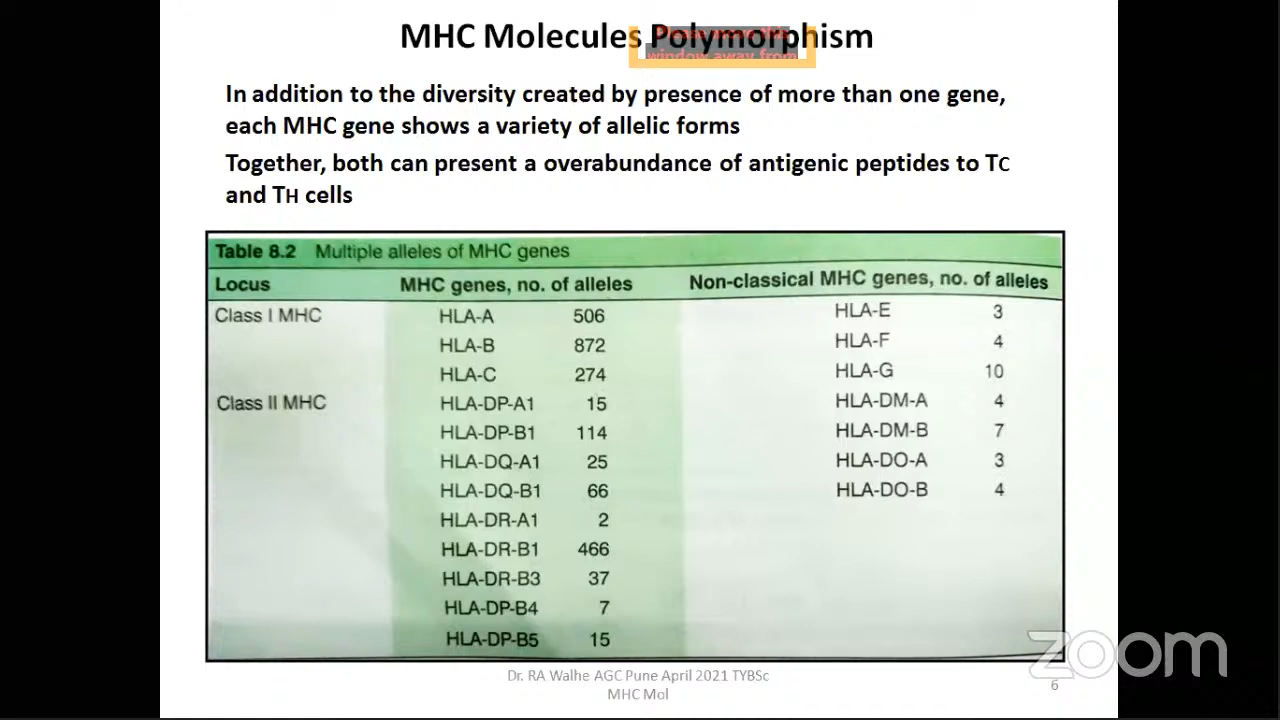 MHC Molecules Polymorphism
Please move this
window away from
In addition to the diversity created by presence of more than one gene,
each MHC gene shows a variety of allelic forms
Together, both can present a overabundance of antigenic peptides to TC
and TH cells
Table 8.2 Multiple alleles of MHC genes
Locus MHC genes, no. of alleles Non-classical MHC genes, no. of alleles
Class I MHC HLA-A 506 HLA-E 3
HLA-B 872 HLA-F 4
HLA-C 274 HLA-G 10
Class II MHC HLA-DP-A1 15 HLA-DM-A 4
HLA-DP-B1 114 HLA-DM-B 7
HLA-DQ-A1 25 HLA-DO-A 3
HLA-DQ-B1 66 HLA-DO-B 4
HLA-DR-A1 2
HLA-DR-B1 466
HLA-DR-B3 37
HLA-DP-B4 7
HLA-DP-B5 15
zoom
Dr. RA Walhe AGC Pune April 2021 TYBSc
MHC Mol
6